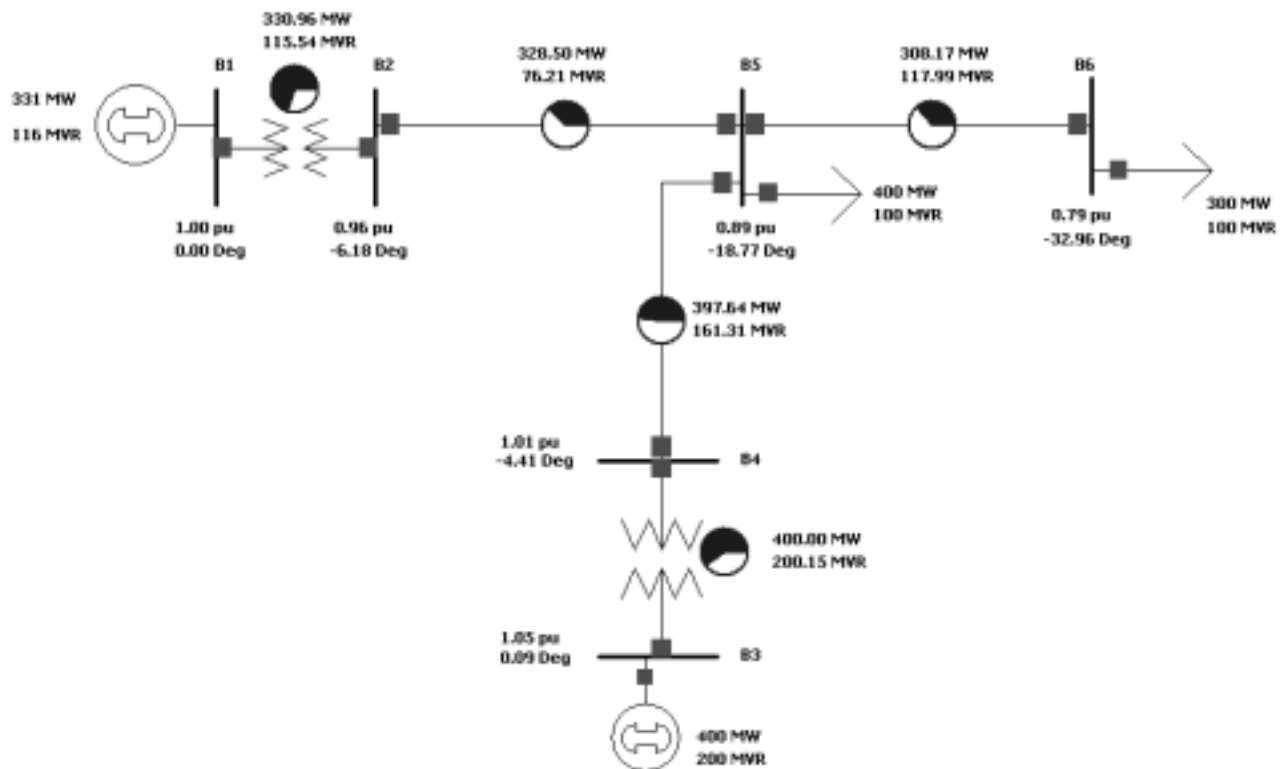 330.96 MW
115.54 MVR
B1
B2
328.50 MW
76.21 MVR
B5
308.17 MW
117.99 MVR
B6
331 MW
116 MVR
400 MW
100 MVR
300 MW
100 MVR
1.00 pu
0.00 Deg
0.96 pu
-6.18 Deg
0.89 pu
-18.77 Deg
0.79 pu
-32.96 Deg
397.64 MW
161.31 MVR
1.01 pu
-4.41 Deg
B4
400.00 MW
200.15 MVR
1.05 pu
0.09 Deg
B3
400 MW
200 MVR